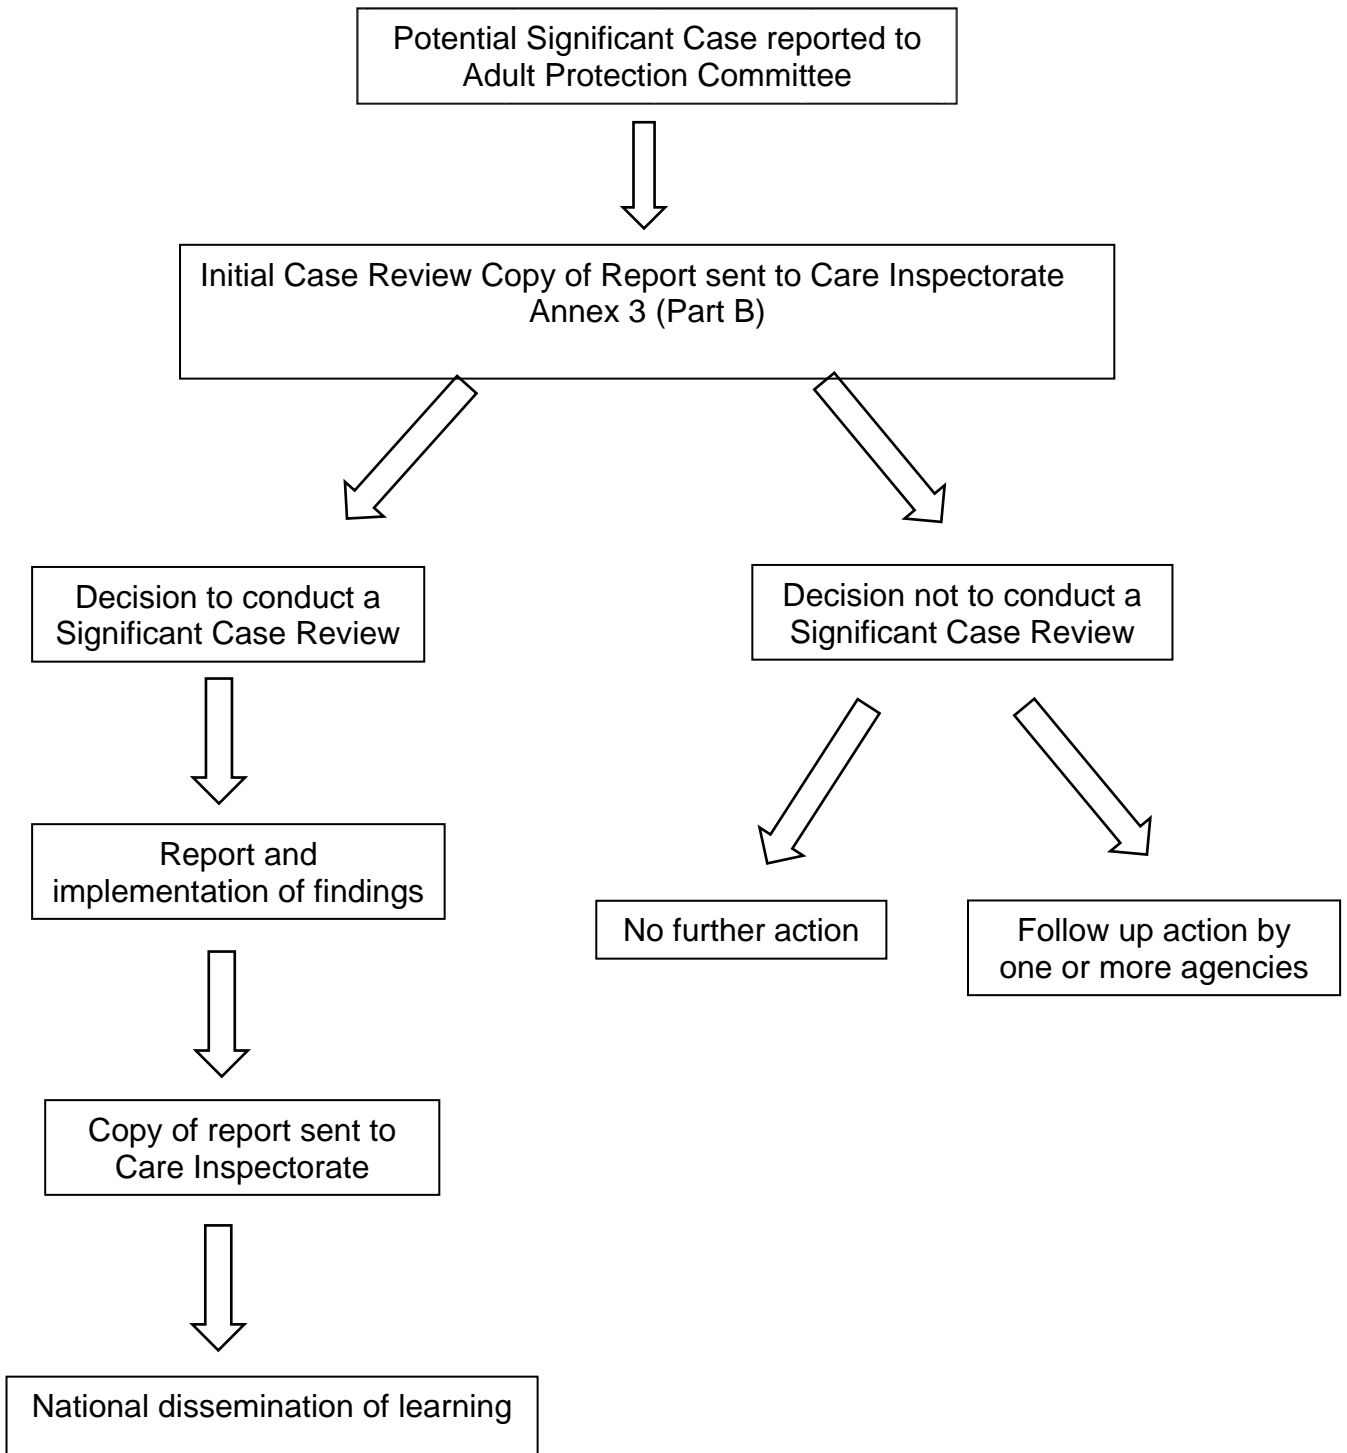 Potential Significant Case reported to
Adult Protection Committee
Initial Case Review Copy of Report sent to Care Inspectorate
Annex 3 (Part B)
Decision to conduct a
Significant Case Review
Decision not to conduct a
Significant Case Review
Report and
implementation of findings
No further action
Follow up action by
one or more agencies
Copy of report sent to
Care Inspectorate
National dissemination of learning